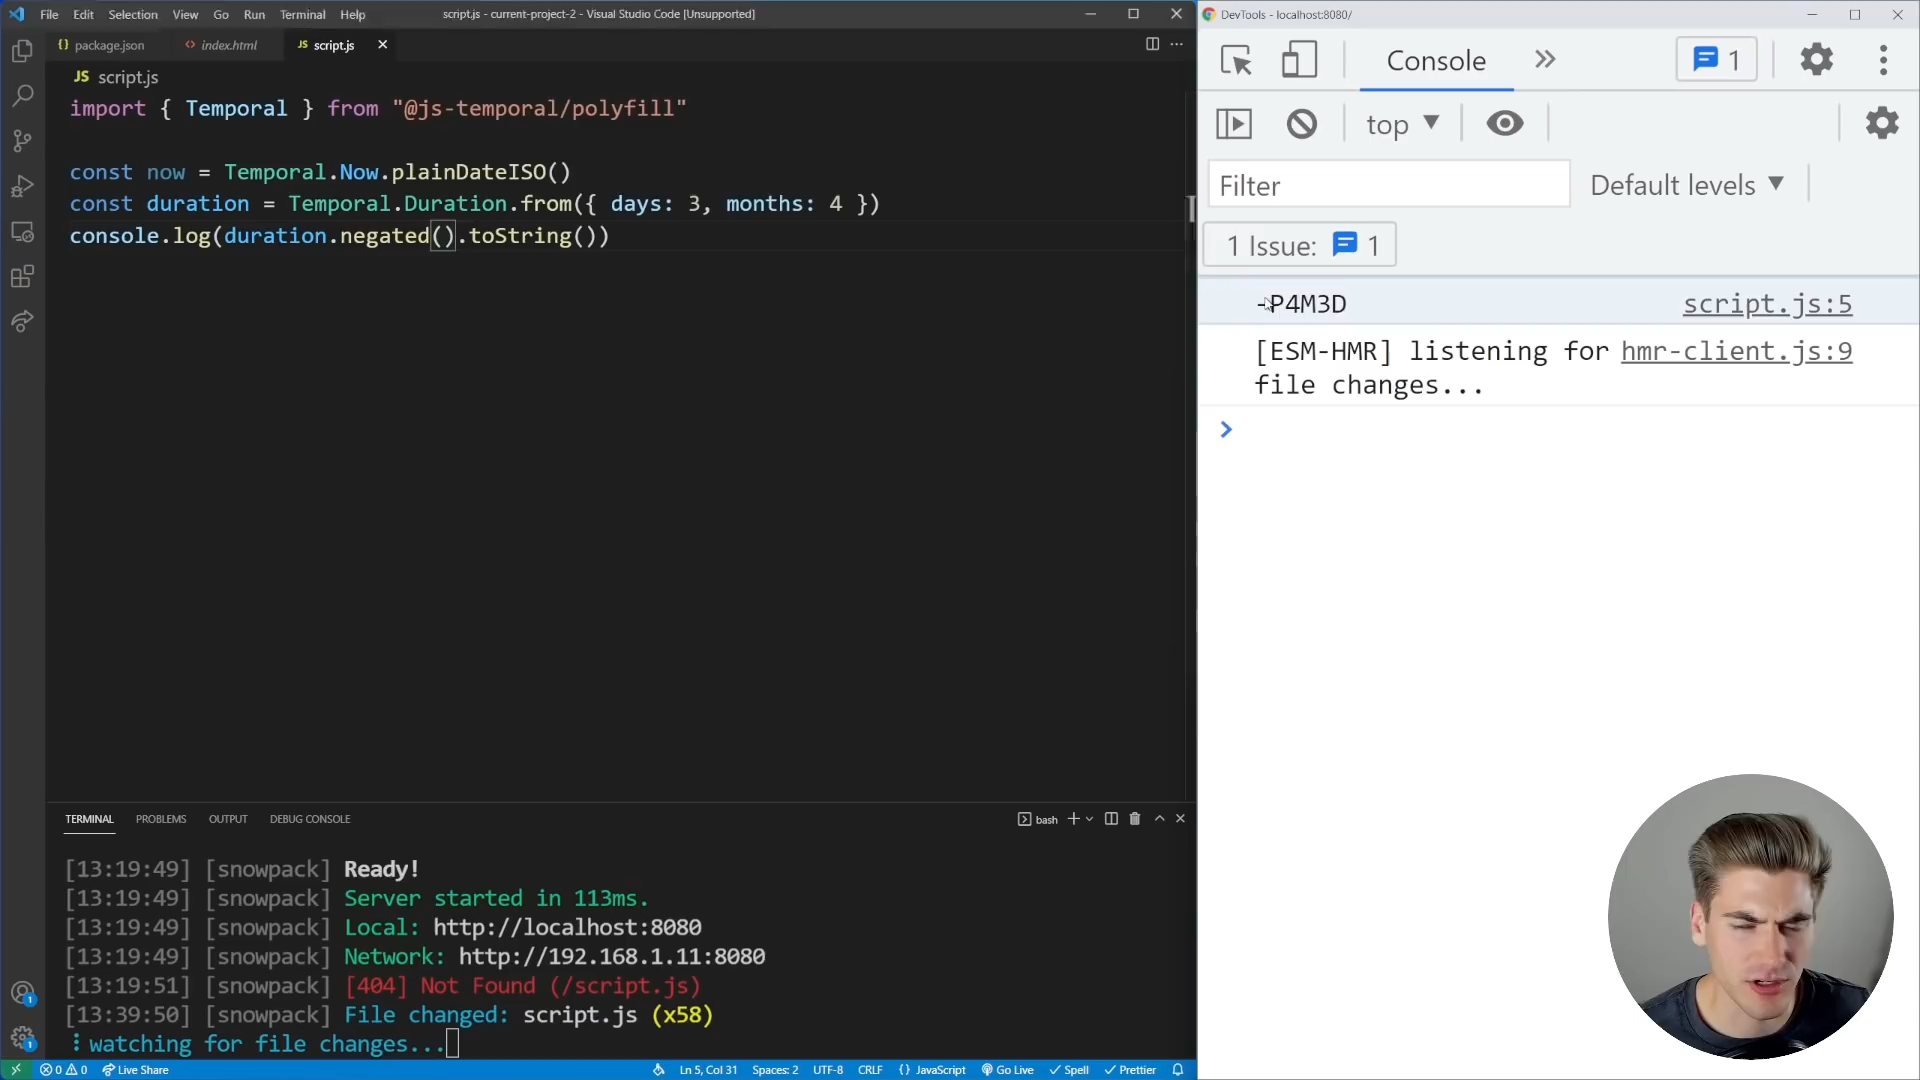 File Edit Selection View Go Run Terminal Help
script.js - current-project-2 - Visual Studio Code [Unsupported]
{} package.json
<> index.html
JS script.js
JS script.js
import { Temporal } from "@js-temporal/polyfill"
const now = Temporal.Now.plainDateISO()
const duration = Temporal.Duration.from({ days: 3, months: 4 })
console.log(duration.negated().toString())
TERMINAL PROBLEMS OUTPUT DEBUG CONSOLE
bash
[13:19:49] [snowpack] Ready!
[13:19:49] [snowpack] Server started in 113ms.
[13:19:49] [snowpack] Local: http://localhost:8080
[13:19:49] [snowpack] Network: http://192.168.1.11:8080
[13:19:51] [snowpack] [404] Not Found (/script.js)
[13:39:50] [snowpack] File changed: script.js (x58)
⠸ watching for file changes...
1
1
0 0 Live Share
Ln 5, Col 31 Spaces: 2 UTF-8 CRLF {} JavaScript Go Live Spell Prettier
DevTools - localhost:8080/
Console » 1
top
Filter Default levels
1 Issue: 1
-P4M3D script.js:5
[ESM-HMR] listening for hmr-client.js:9
file changes...